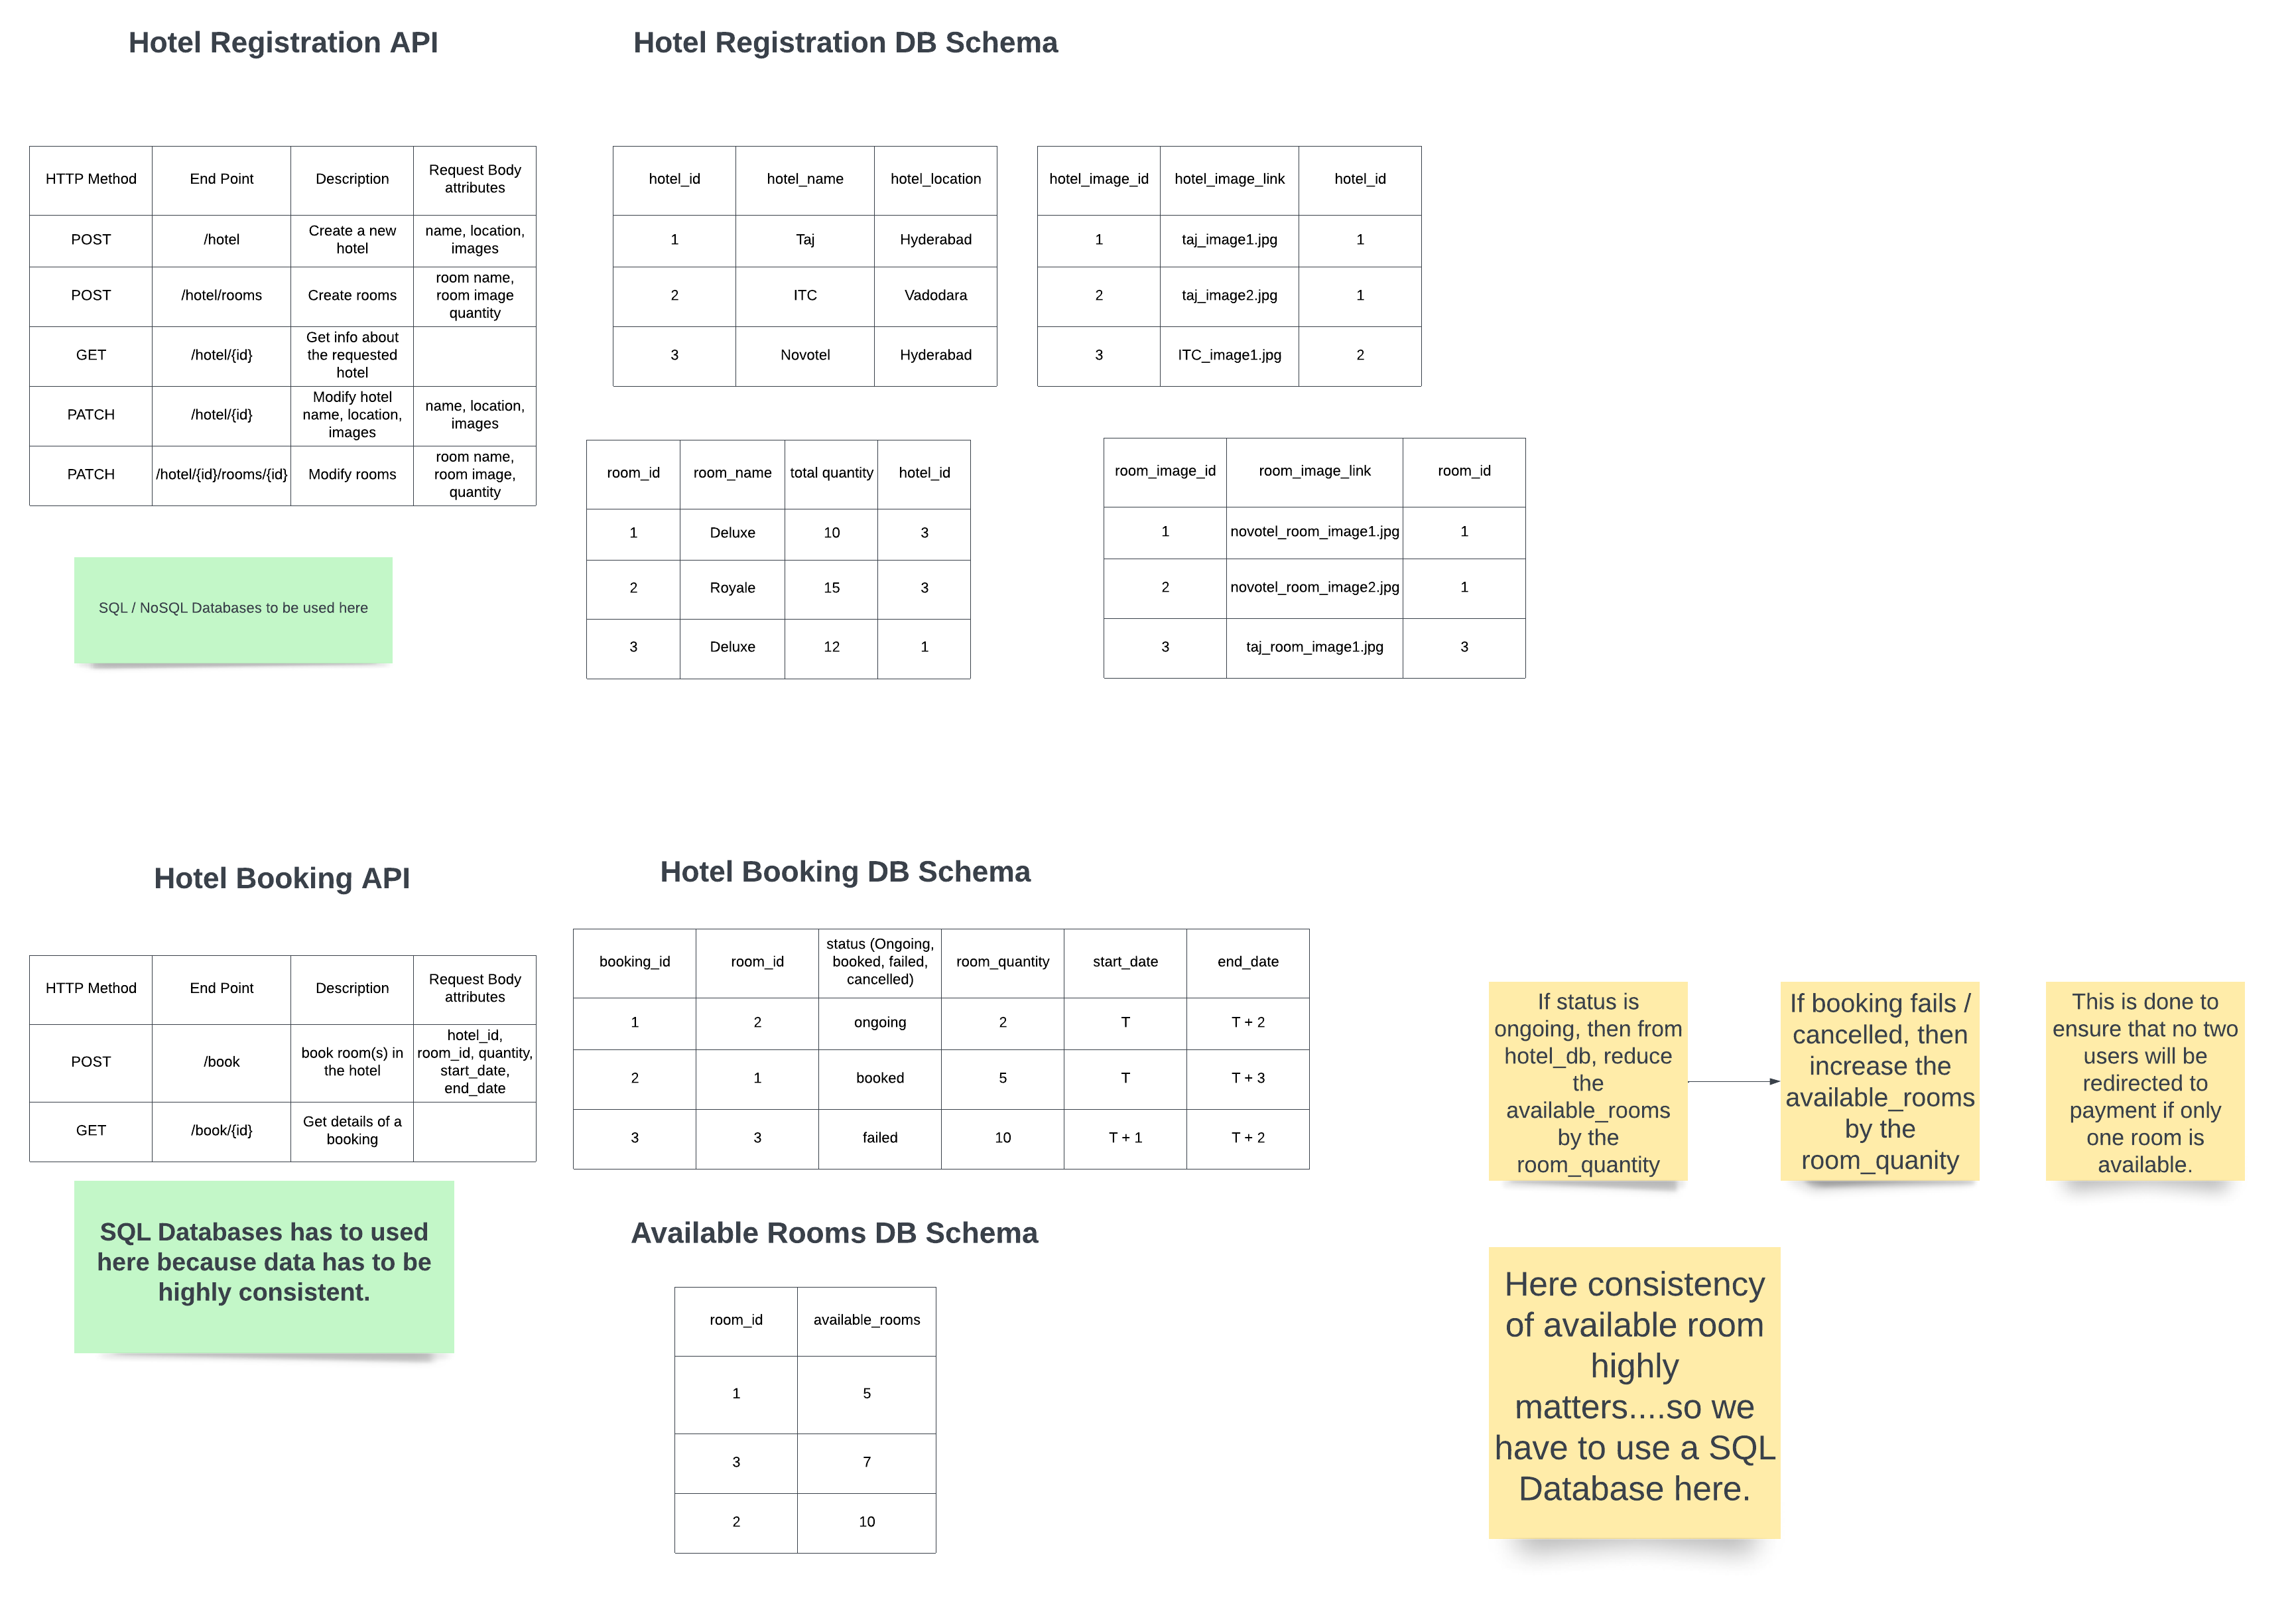 Hotel Registration API
HTTP Method
End Point
Description
Request Body
attributes
POST
/hotel
Create a new
hotel
name, location,
images
POST
/hotel/rooms
Create rooms
room name,
room image
quantity
GET
/hotel/{id}
Get info about
the requested
hotel
PATCH
/hotel/{id}
Modify hotel
name, location,
images
name, location,
images
PATCH
/hotel/{id}/rooms/{id}
Modify rooms
room name,
room image,
quantity
SQL / NoSQL Databases to be used here
Hotel Registration DB Schema
hotel_id
hotel_name
hotel_location
1
Taj
Hyderabad
2
ITC
Vadodara
3
Novotel
Hyderabad
hotel_image_id
hotel_image_link
hotel_id
1
taj_image1.jpg
1
2
taj_image2.jpg
1
3
ITC_image1.jpg
2
room_id
room_name
total quantity
hotel_id
1
Deluxe
10
3
2
Royale
15
3
3
Deluxe
12
1
room_image_id
room_image_link
room_id
1
novotel_room_image1.jpg
1
2
novotel_room_image2.jpg
1
3
taj_room_image1.jpg
3
Hotel Booking API
HTTP Method
End Point
Description
Request Body
attributes
POST
/book
book room(s) in
the hotel
hotel_id,
room_id, quantity,
start_date,
end_date
GET
/book/{id}
Get details of a
booking
SQL Databases has to used
here because data has to be
highly consistent.
Hotel Booking DB Schema
booking_id
room_id
status (Ongoing,
booked, failed,
cancelled)
room_quantity
start_date
end_date
1
2
ongoing
2
T
T + 2
2
1
booked
5
T
T + 3
3
3
failed
10
T + 1
T + 2
Available Rooms DB Schema
room_id
available_rooms
1
5
3
7
2
10
If status is
ongoing, then from
hotel_db, reduce
the
available_rooms
by the
room_quantity
If booking fails /
cancelled, then
increase the
available_rooms
by the
room_quanity
This is done to
ensure that no two
users will be
redirected to
payment if only
one room is
available.
Here consistency
of available room
highly
matters....so we
have to use a SQL
Database here.